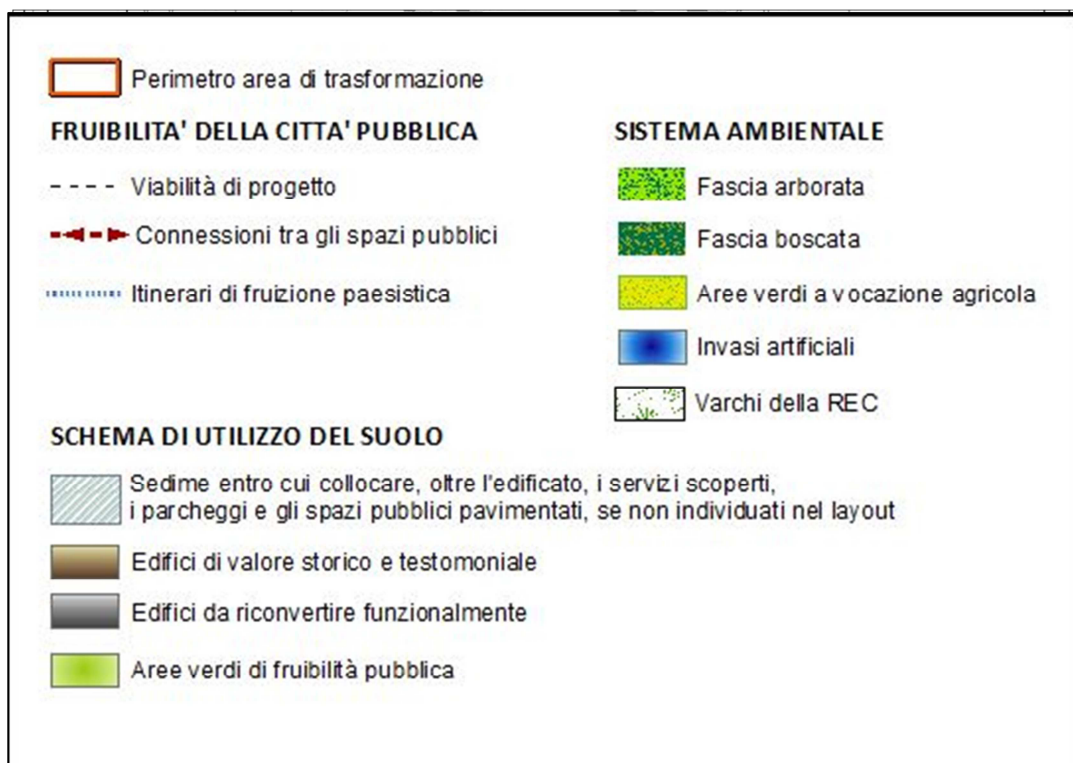 Perimetro area di trasformazione
FRUIBILITA' DELLA CITTA' PUBBLICA
Viabilità di progetto
Connessioni tra gli spazi pubblici
Itinerari di fruizione paesistica
SISTEMA AMBIENTALE
Fascia arborata
Fascia boscata
Aree verdi a vocazione agricola
Invasi artificiali
Varchi della REC
SCHEMA DI UTILIZZO DEL SUOLO
Sedime entro cui collocare, oltre l'edificato, i servizi scoperti,
i parcheggi e gli spazi pubblici pavimentati, se non individuati nel layout
Edifici di valore storico e testimoniale
Edifici da riconvertire funzionalmente
Aree verdi di fruibilità pubblica